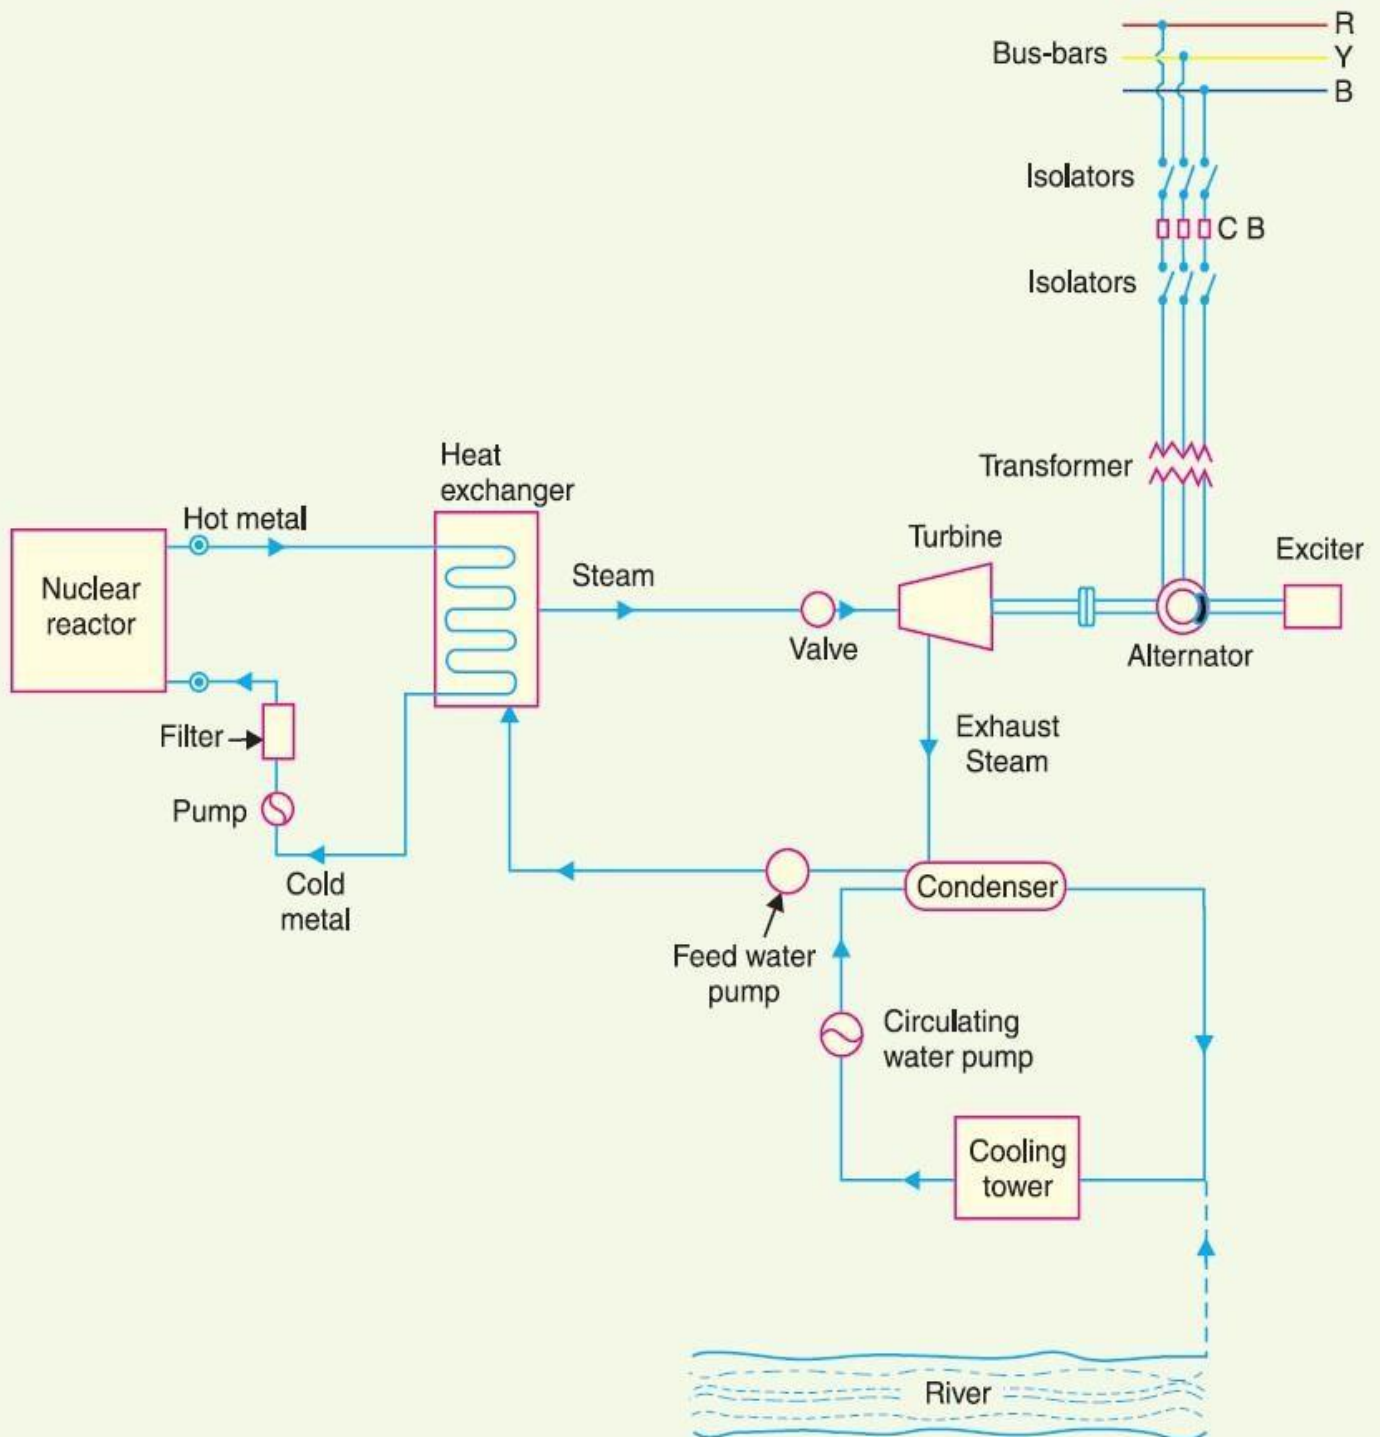 R
Bus-bars
Y
B
Isolators
C B
Isolators
Transformer
Heat
exchanger
Hot metal
Turbine
Exciter
Nuclear
reactor
Steam
Valve
Alternator
Filter
Exhaust
Steam
Pump
Cold
metal
Condenser
Feed water
pump
Circulating
water pump
Cooling
tower
River